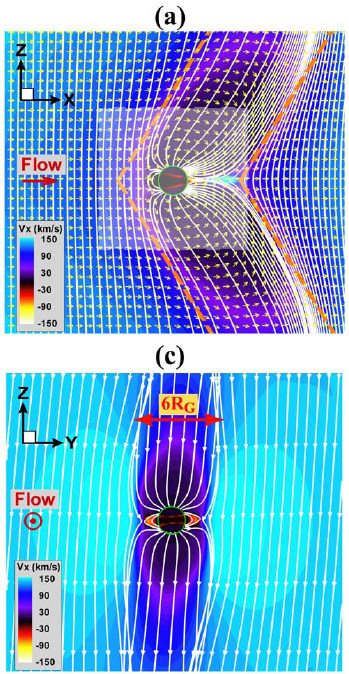 (a)
Z
X
Flow
Vx (km/s)
150
90
30
-30
-90
-150
(c)
6RG
Z
Y
Flow
Vx (km/s)
150
90
30
-30
-90
-150